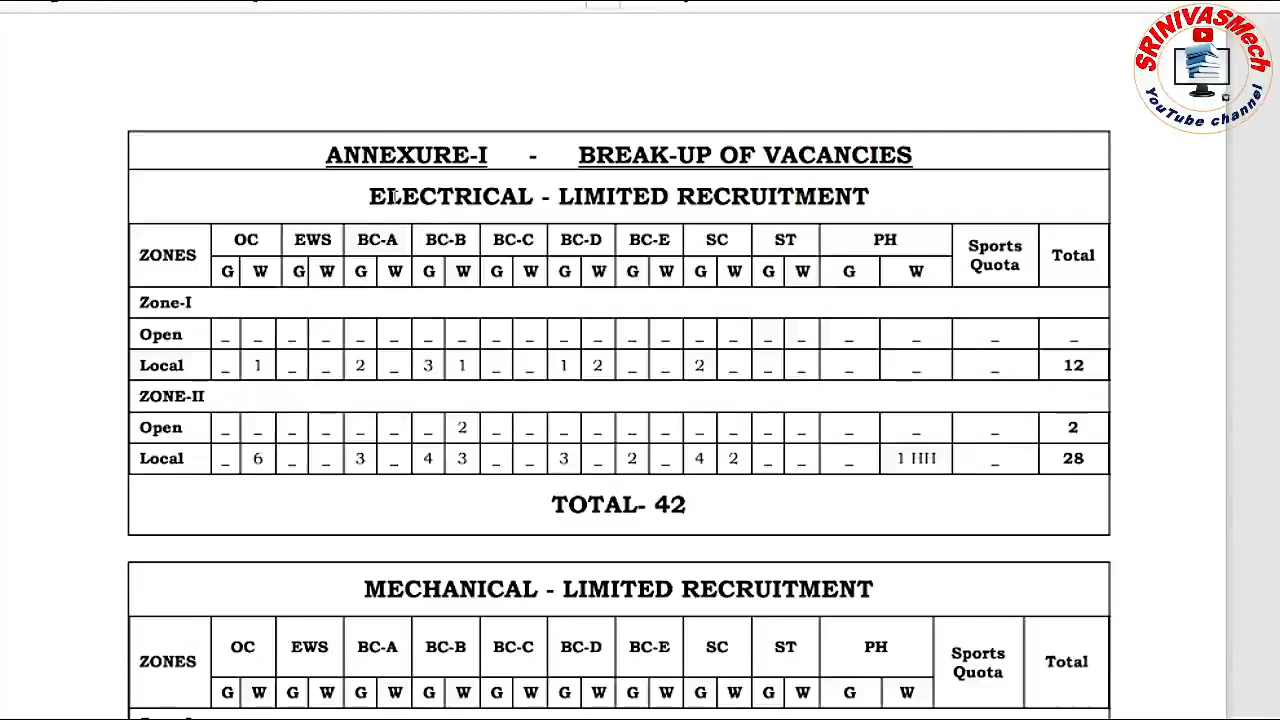 SRINIVASMech
YouTube channel
ANNEXURE-I - BREAK-UP OF VACANCIES
ELECTRICAL - LIMITED RECRUITMENT
ZONES OC EWS BC-A BC-B BC-C BC-D BC-E SC ST PH Sports Quota Total
G W G W G W G W G W G W G W G W G W G W
Zone-I
Open _ _ _ _ _ _ _ _ _ _ _ _ _ _ _ _ _ _ _ _ _ _
Local _ 1 _ _ 2 _ 3 1 _ _ 1 2 _ _ 2 _ _ _ _ _ _ 12
ZONE-II
Open _ _ _ _ _ _ _ 2 _ _ _ _ _ _ _ _ _ _ _ _ _ 2
Local _ 6 _ _ 3 _ 4 3 _ _ 3 _ 2 _ 4 2 _ _ _ 1 HH _ 28
TOTAL- 42
MECHANICAL - LIMITED RECRUITMENT
ZONES OC EWS BC-A BC-B BC-C BC-D BC-E SC ST PH Sports Quota Total
G W G W G W G W G W G W G W G W G W G W